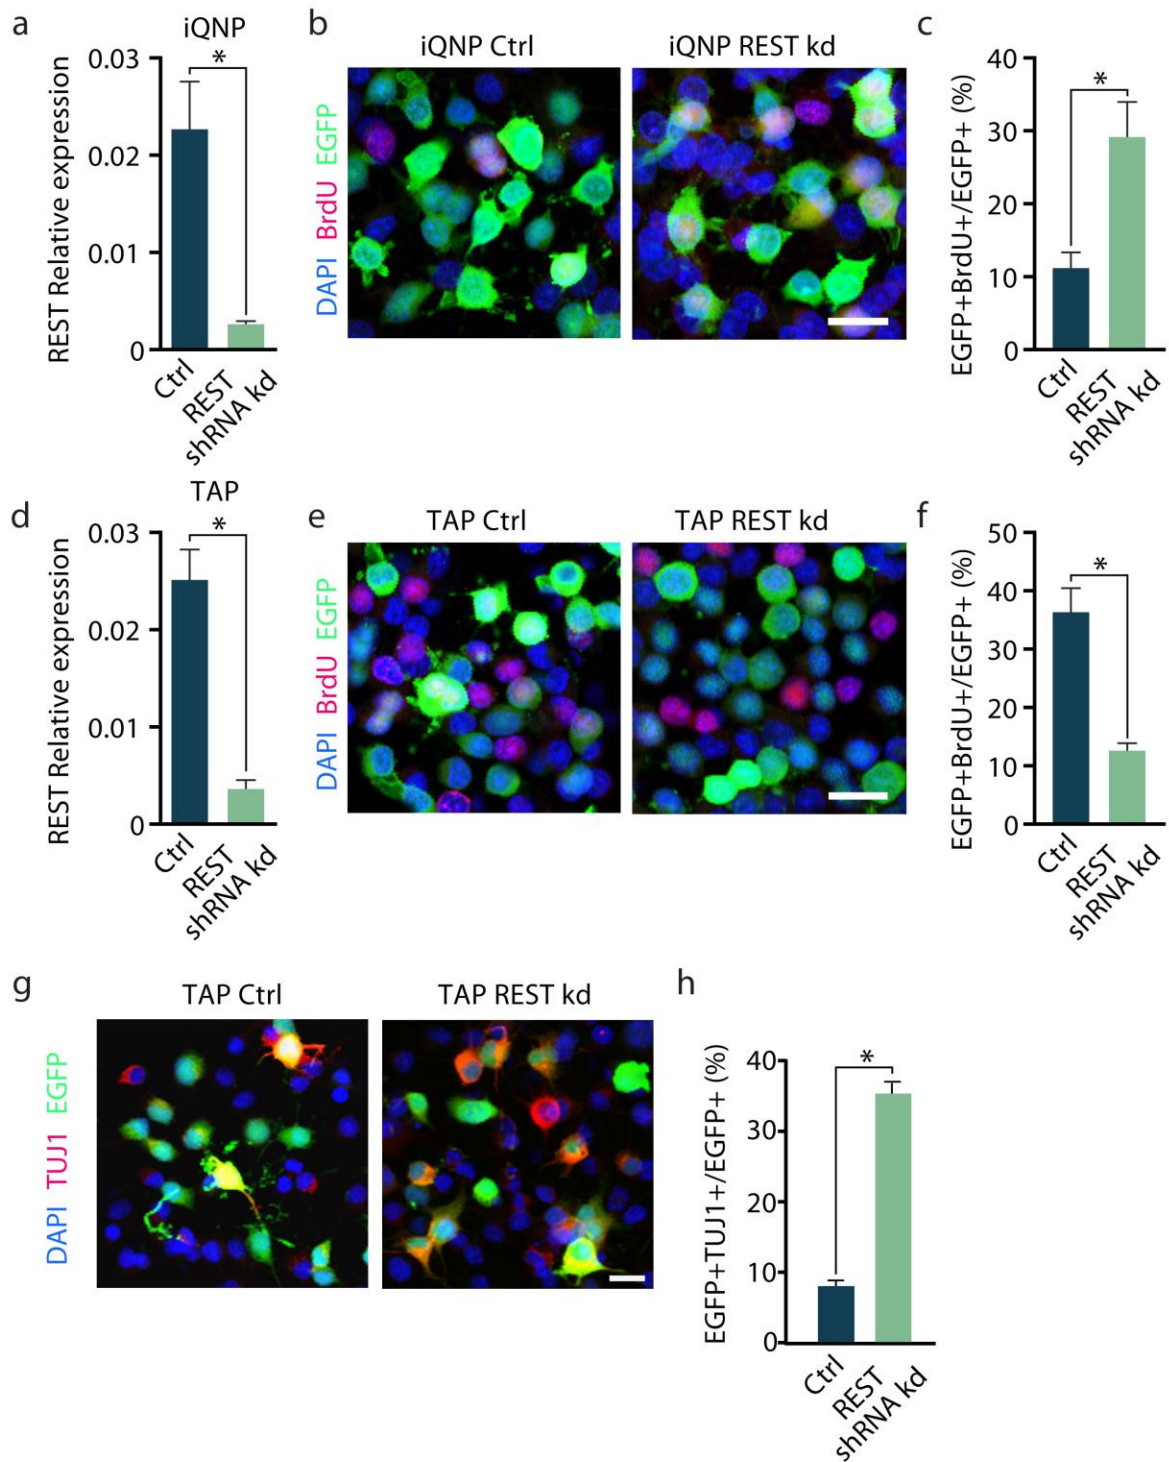 a
iQNP
REST Relative expression
0.03
0.02
0.01
0
*
Ctrl
REST
shRNA kd
b
iQNP Ctrl
iQNP REST kd
DAPI BrdU EGFP
c
EGFP+BrdU+/EGFP+ (%)
40
30
20
10
0
*
Ctrl
REST
shRNA kd
d
TAP
REST Relative expression
0.03
0.02
0.01
0
*
Ctrl
REST
shRNA kd
e
TAP Ctrl
TAP REST kd
DAPI BrdU EGFP
f
EGFP+BrdU+/EGFP+ (%)
50
40
30
20
10
0
*
Ctrl
REST
shRNA kd
g
TAP Ctrl
TAP REST kd
DAPI TUJ1 EGFP
h
EGFP+TUJ1+/EGFP+ (%)
40
30
20
10
0
*
Ctrl
REST
shRNA kd